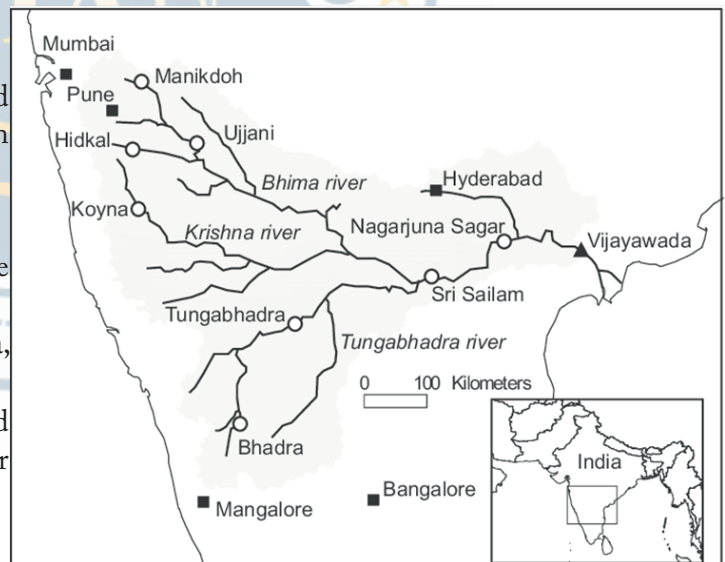 Mumbai
Manikdoh
Pune
Ujjani
Hidkal
Bhima river
Hyderabad
Koyna
Krishna river
Nagarjuna Sagar
Vijayawada
Sri Sailam
Tungabhadra
Tungabhadra river
0 100 Kilometers
Bhadra
India
Bangalore
Mangalore